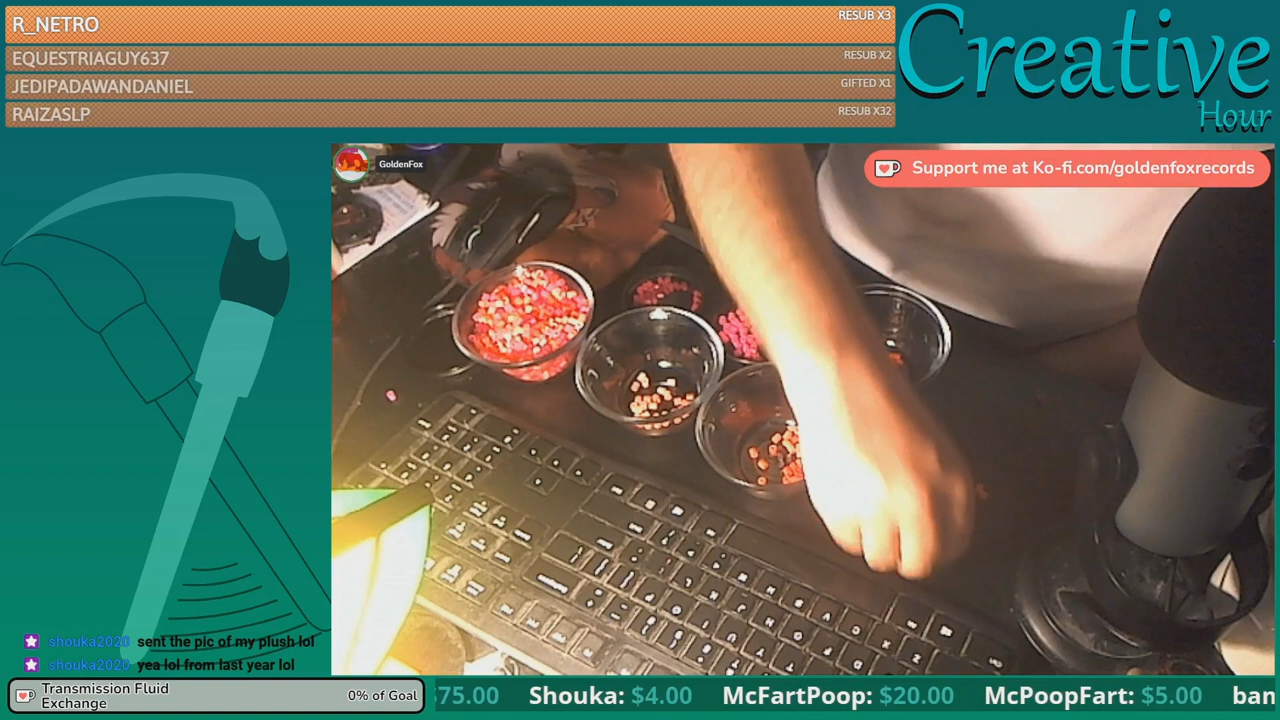 R_NETRO RESUB X3
EQUESTRIAGUY637 RESUB X2
JEDIPADAWANDANIEL GIFTED X1
RAIZASLP RESUB X32
Creative
Hour
GoldenFox
Support me at Ko-fi.com/goldenfoxrecords
shouka2020 sent the pic of my plush lol
shouka2020 yea lol from last year lol
Transmission Fluid
Exchange
0% of Goal
$75.00 Shouka: $4.00 McFartPoop: $20.00 McPoopFart: $5.00 ban